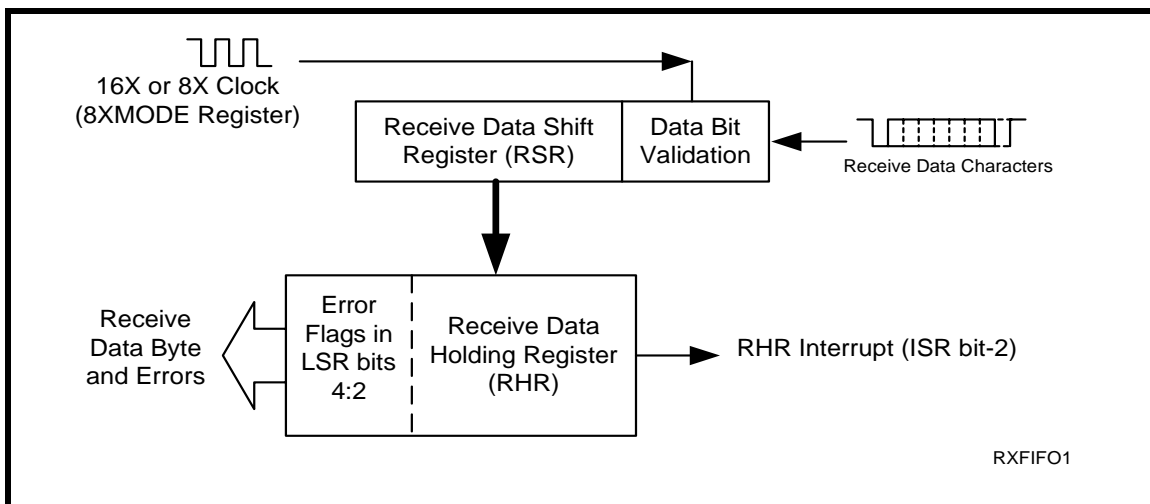 16X or 8X Clock
(8XMODE Register)
Receive Data Shift
Register (RSR)
Data Bit
Validation
Receive Data Characters
Receive
Data Byte
and Errors
Error
Flags in
LSR bits
4:2
Receive Data
Holding Register
(RHR)
RHR Interrupt (ISR bit-2)
RXFIFO1